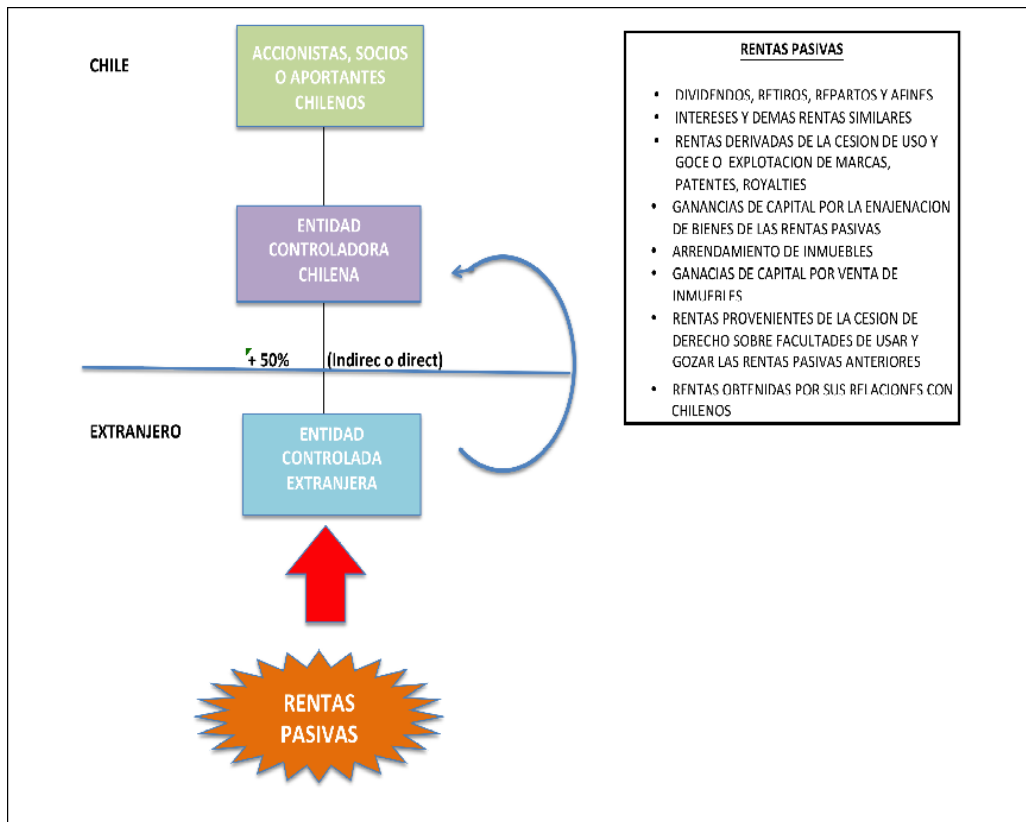 CHILE
ACCIONISTAS, SOCIOS
O APORTANTES
CHILENOS
ENTIDAD
CONTROLADORA
CHILENA
+ 50% (Indirec o direct)
EXTRANJERO
ENTIDAD
CONTROLADA
EXTRANJERA
RENTAS
PASIVAS
RENTAS PASIVAS
• DIVIDENDOS, RETIROS, REPARTOS Y AFINES
• INTERESES Y DEMAS RENTAS SIMILARES
• RENTAS DERIVADAS DE LA CESION DE USO Y
GOCE O EXPLOTACION DE MARCAS,
PATENTES, ROYALTIES
• GANANCIAS DE CAPITAL POR LA ENAJENACION
DE BIENES DE LAS RENTAS PASIVAS
• ARRENDAMIENTO DE INMUEBLES
• GANACIAS DE CAPITAL POR VENTA DE
INMUEBLES
• RENTAS PROVENIENTES DE LA CESION DE
DERECHO SOBRE FACULTADES DE USAR Y
GOZAR LAS RENTAS PASIVAS ANTERIORES
• RENTAS OBTENIDAS POR SUS RELACIONES CON
CHILENOS